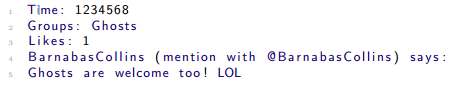 1 Time: 1234568
2 Groups: Ghosts
3 Likes: 1
4 BarnabasCollins (mention with @BarnabasCollins) says:
5 Ghosts are welcome too! LOL